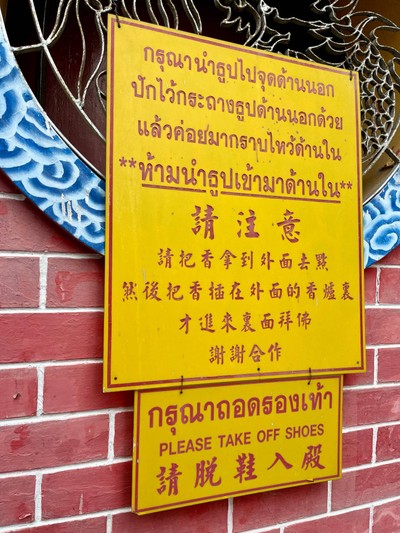 กรุณานำธูปไปจุดด้านนอก
ปักไว้กระถางธูปด้านนอกด้วย
แล้วค่อยมากราบไหว้ด้านใน
**ห้ามนำธูปเข้ามาด้านใน**
請注意
請把香拿到外面去點
然後把香插在外面的香爐裏
才進來裏面拜佛
謝謝合作
กรุณาถอดรองเท้า
PLEASE TAKE OFF SHOES
請脫鞋入殿